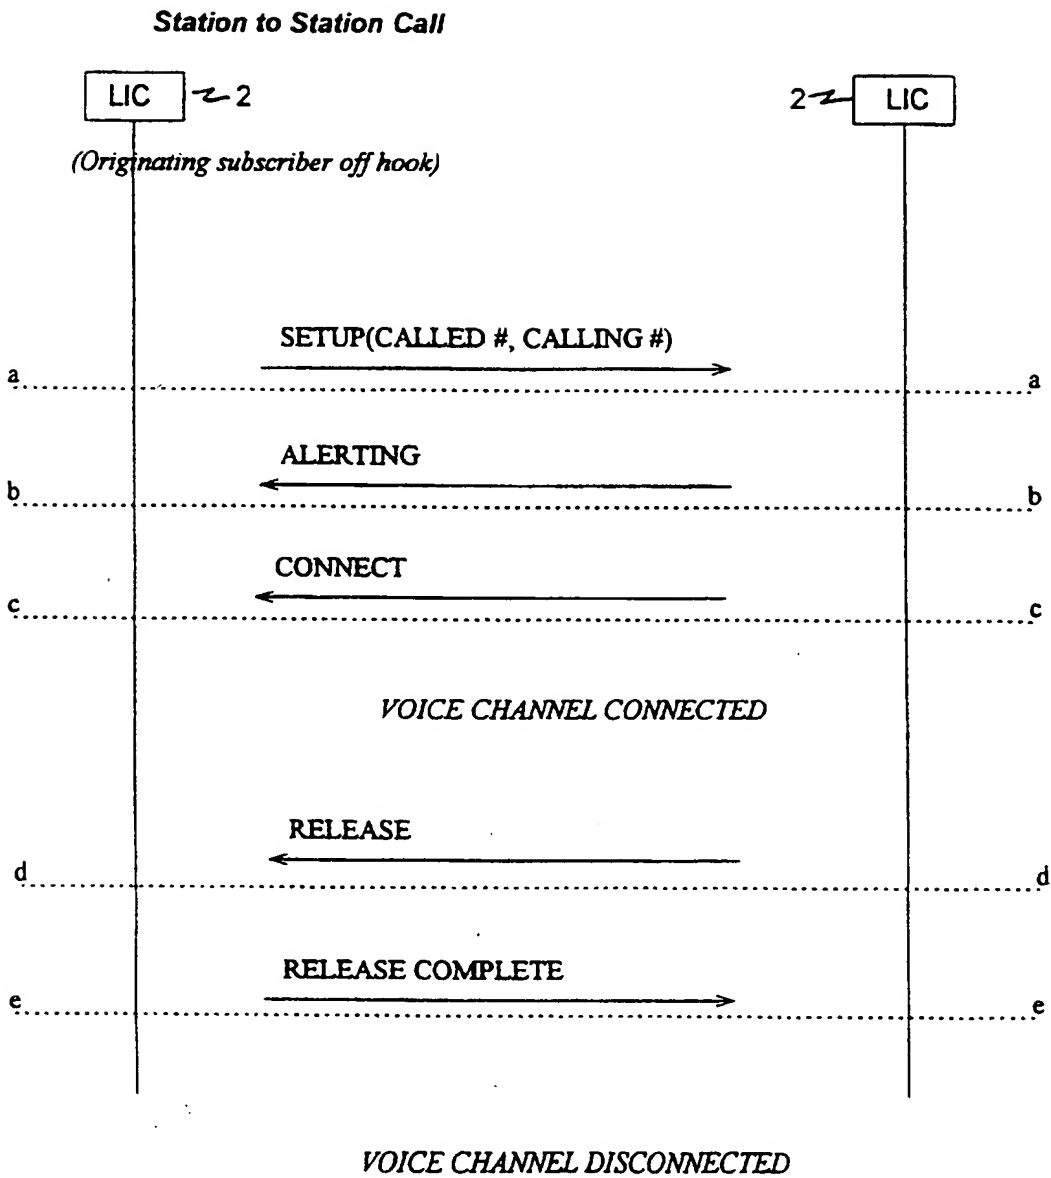 Station to Station Call
LIC 2
2 LIC
(Originating subscriber off hook)
SETUP(CALLED #, CALLING #)
a a
ALERTING
b b
CONNECT
c c
VOICE CHANNEL CONNECTED
RELEASE
d d
RELEASE COMPLETE
e e
VOICE CHANNEL DISCONNECTED